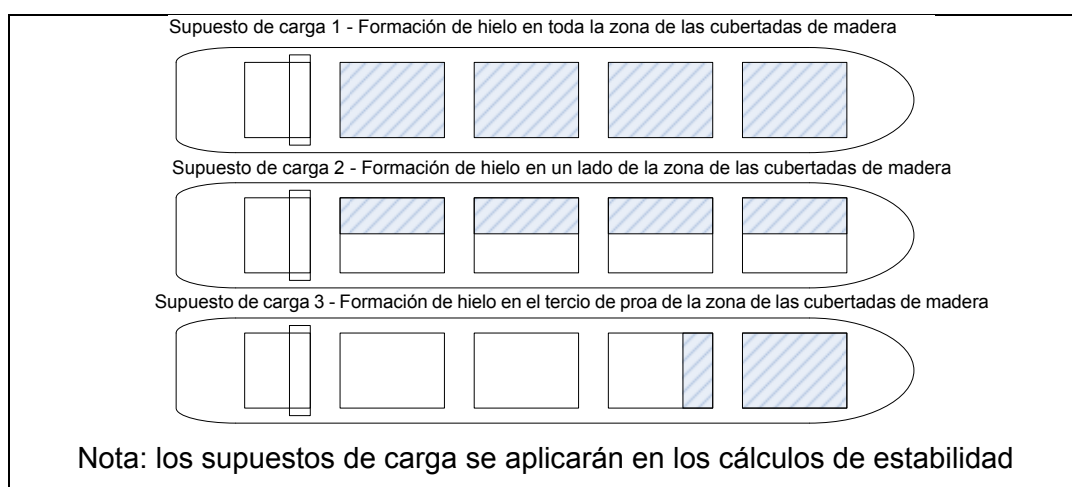 Supuesto de carga 1 - Formación de hielo en toda la zona de las cubertadas de madera
Supuesto de carga 2 - Formación de hielo en un lado de la zona de las cubertadas de madera
Supuesto de carga 3 - Formación de hielo en el tercio de proa de la zona de las cubertadas de madera
Nota: los supuestos de carga se aplicarán en los cálculos de estabilidad